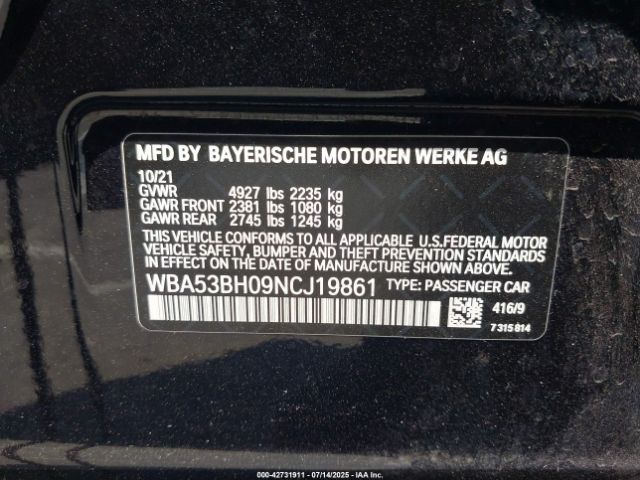 MFD BY BAYERISCHE MOTOREN WERKE AG
10/21
GVWR 4927 lbs 2235 kg
GAWR FRONT 2381 lbs 1080 kg
GAWR REAR 2745 lbs 1245 kg
THIS VEHICLE CONFORMS TO ALL APPLICABLE U.S.FEDERAL MOTOR
VEHICLE SAFETY, BUMPER AND THEFT PREVENTION STANDARDS IN
EFFECT ON THE DATE OF MANUFACTURE SHOWN ABOVE.
WBA53BH09NCJ19861 TYPE: PASSENGER CAR
416/9
7 315 814
000-42731911 - 07/14/2025 - IAA, Inc.